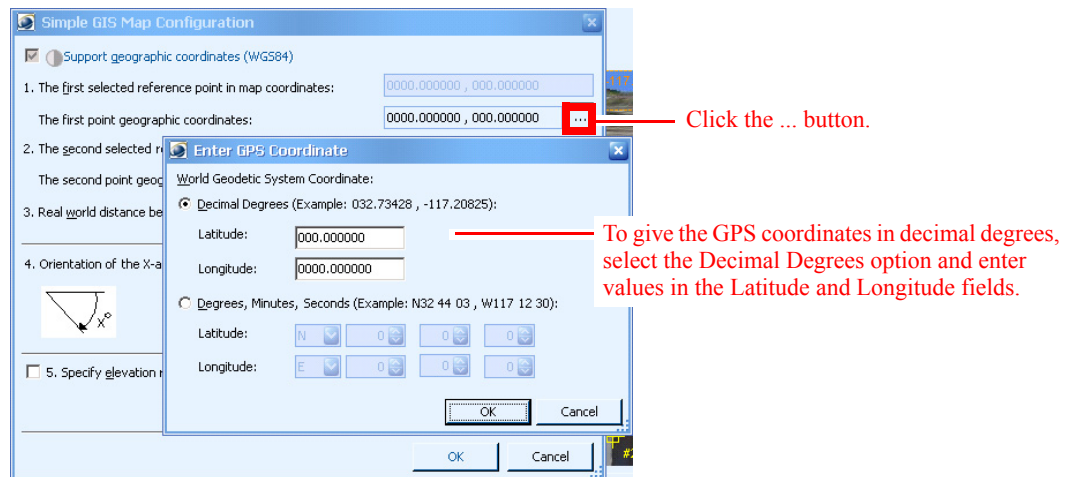 Simple GIS Map Configuration
Support geographic coordinates (WGS84)
1. The first selected reference point in map coordinates:
0000.000000 , 000.000000
The first point geographic coordinates:
0000.000000 , 000.000000
...
Click the ... button.
2. The second selected r
The second point geog
3. Real world distance be
4. Orientation of the X-a
X°
5. Specify elevation r
OK
Cancel
Enter GPS Coordinate
World Geodetic System Coordinate:
Decimal Degrees (Example: 032.73428 , -117.20825):
Latitude:
000.000000
Longitude:
0000.000000
Degrees, Minutes, Seconds (Example: N32 44 03 , W117 12 30):
Latitude:
N 0 0 0
Longitude:
E 0 0 0
OK
Cancel
To give the GPS coordinates in decimal degrees,
select the Decimal Degrees option and enter
values in the Latitude and Longitude fields.